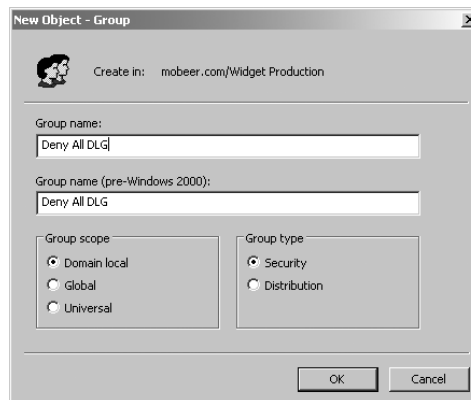 New Object - Group
Create in: mobeer.com/Widget Production
Group name:
Deny All DLG
Group name (pre-Windows 2000):
Deny All DLG
Group scope
Domain local
Global
Universal
Group type
Security
Distribution
OK
Cancel